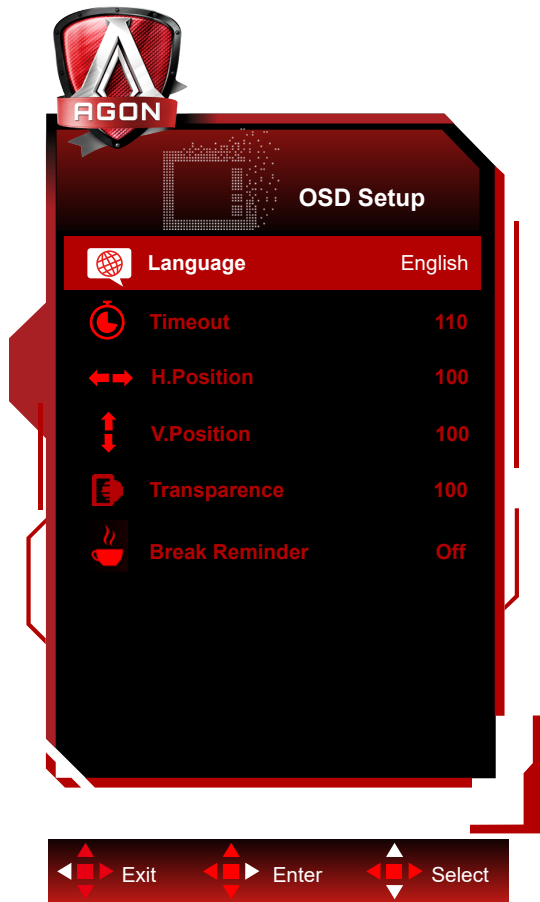 AGON
OSD Setup
Language English
Timeout 110
H.Position 100
V.Position 100
Transparence 100
Break Reminder Off
Exit Enter Select